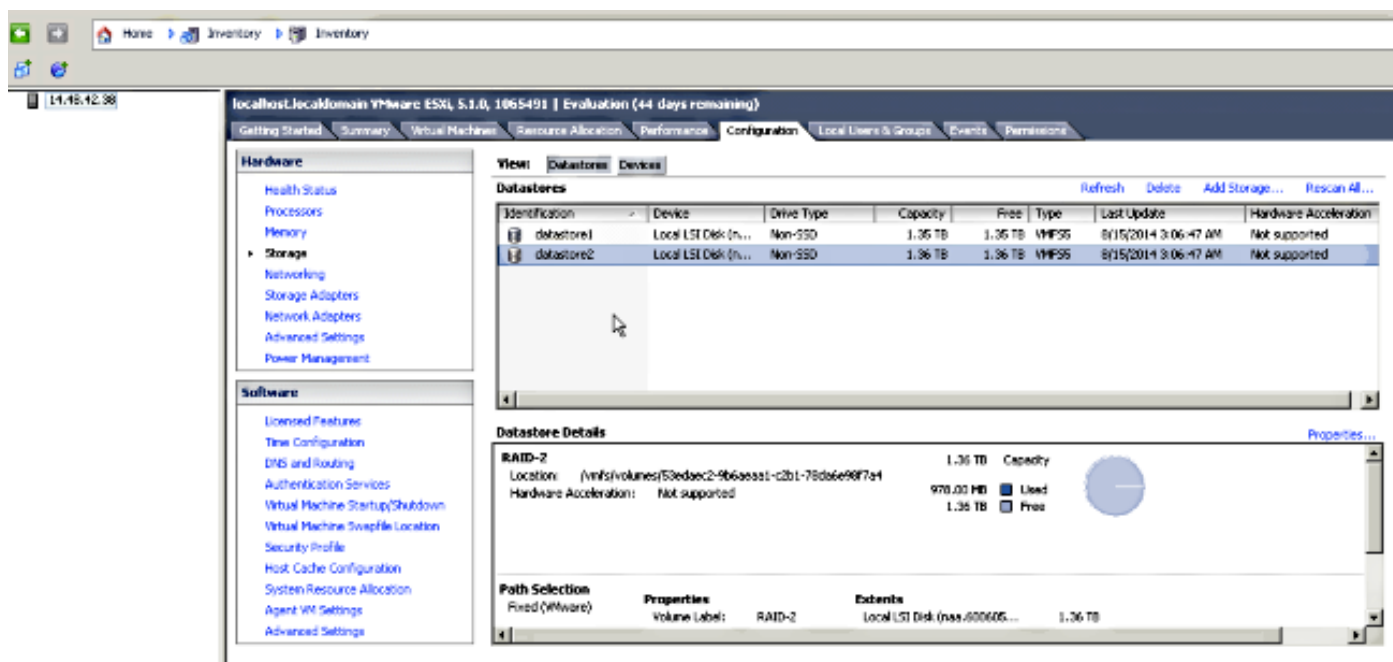 Home Inventory Inventory
14.48.42.38
localhost.localdomain VMware ESXi, 5.1.0, 1065491 | Evaluation (44 days remaining)
Getting Started Summary Virtual Machines Resource Allocation Performance Configuration Local Users & Groups Events Permissions
Hardware
Health Status
Processors
Memory
Storage
Networking
Storage Adapters
Network Adapters
Advanced Settings
Power Management
Software
Licensed Features
Time Configuration
DNS and Routing
Authentication Services
Virtual Machine Startup/Shutdown
Virtual Machine Swapfile Location
Security Profile
Host Cache Configuration
System Resource Allocation
Agent VM Settings
Advanced Settings
View: Datastores Devices
Datastores Refresh Delete Add Storage... Rescan All...
Identification Device Drive Type Capacity Free Type Last Update Hardware Acceleration
datastore1 Local LSI Disk (n... Non-SSD 1.35 TB 1.35 TB VMFS5 8/15/2014 3:06:47 AM Not supported
datastore2 Local LSI Disk (n... Non-SSD 1.36 TB 1.36 TB VMFS5 8/15/2014 3:06:47 AM Not supported
Datastore Details Properties...
RAID-2 1.36 TB Capacity
Location:
Hardware Acceleration: Not supported
978.00 MB Used
1.36 TB Free
Path Selection
Fixed (VMware)
Properties
Volume Label: RAID-2
Extents
Local LSI Disk (naa.600605... 1.36 TB